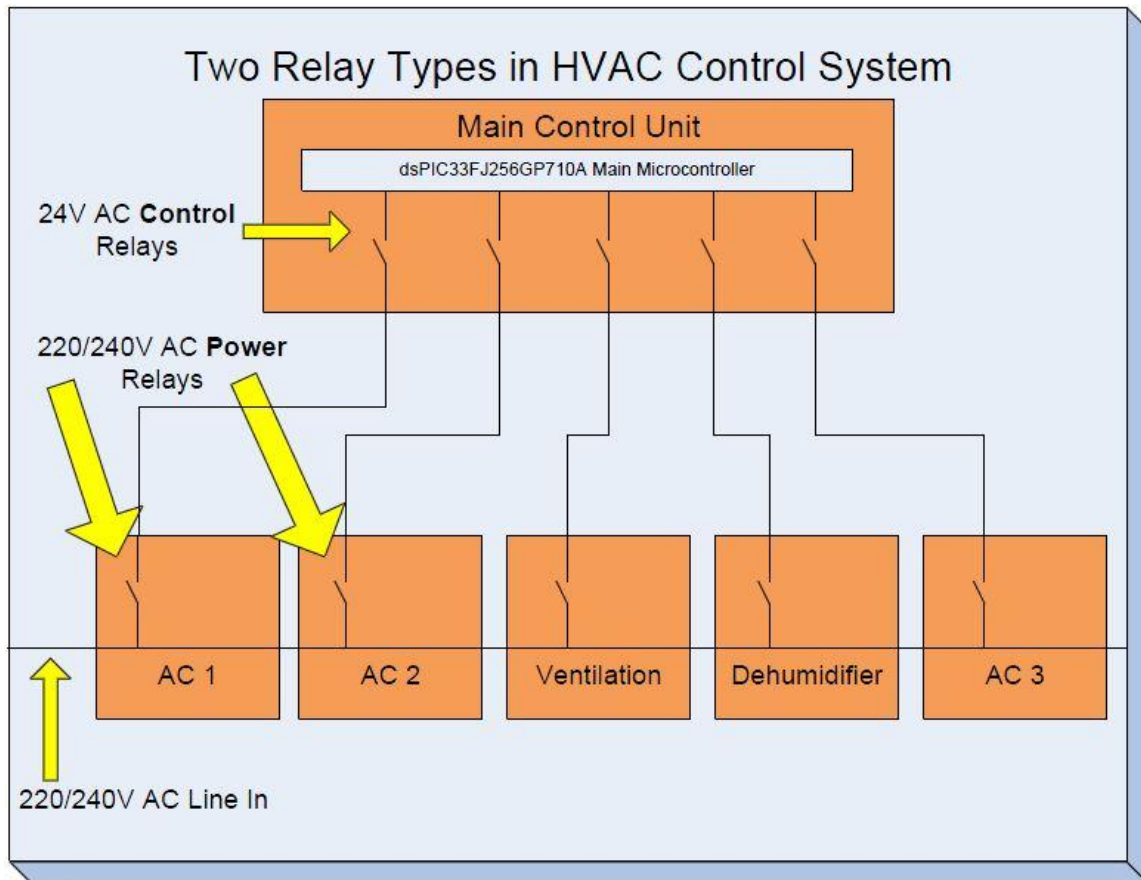 Two Relay Types in HVAC Control System
Main Control Unit
dsPIC33FJ256GP710A Main Microcontroller
24V AC Control
Relays
220/240V AC Power
Relays
AC 1
AC 2
Ventilation
Dehumidifier
AC 3
220/240V AC Line In